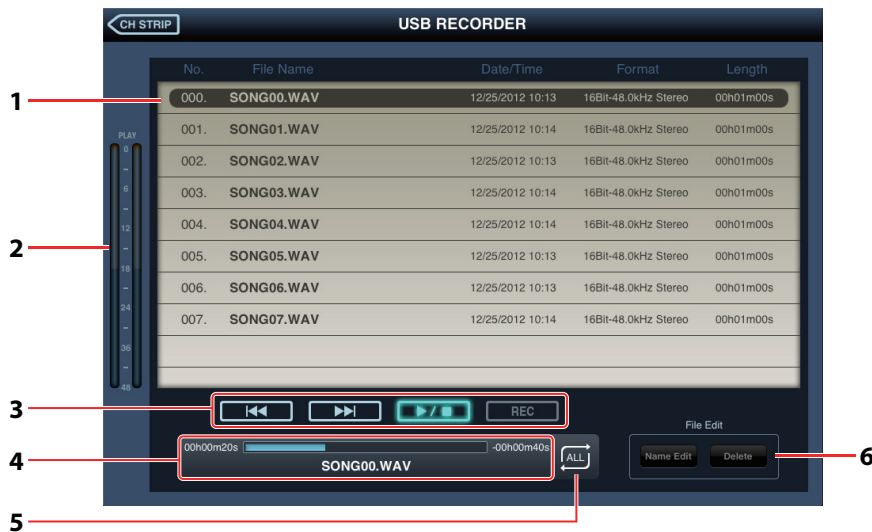 CH STRIP USB RECORDER
No. File Name Date/Time Format Length
1
000. SONG00.WAV 12/25/2012 10:13 16Bit-48.0kHz Stereo 00h01m00s
001. SONG01.WAV 12/25/2012 10:14 16Bit-48.0kHz Stereo 00h01m00s
PLAY
0
002. SONG02.WAV 12/25/2012 10:13 16Bit-48.0kHz Stereo 00h01m00s
6
003. SONG03.WAV 12/25/2012 10:14 16Bit-48.0kHz Stereo 00h01m00s
12
004. SONG04.WAV 12/25/2012 10:14 16Bit-48.0kHz Stereo 00h01m00s
2
005. SONG05.WAV 12/25/2012 10:13 16Bit-48.0kHz Stereo 00h01m00s
18
006. SONG06.WAV 12/25/2012 10:13 16Bit-48.0kHz Stereo 00h01m00s
24
007. SONG07.WAV 12/25/2012 10:14 16Bit-48.0kHz Stereo 00h01m00s
36
48
3
REC
File Edit
4
00h00m20s -00h00m40s
SONG00.WAV
ALL
Name Edit Delete
6
5